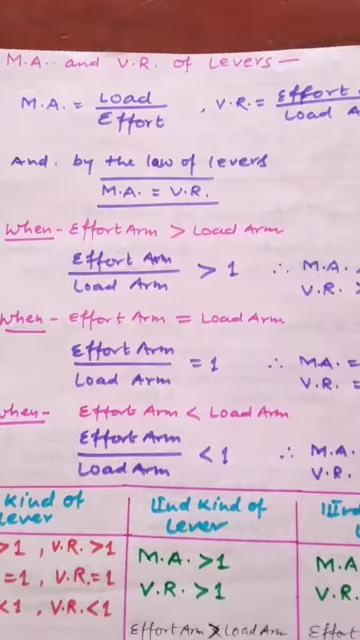 M.A. and V.R. of Levers —
M.A. = Load / Effort , V.R. = Effort / Load A
And by the law of levers
M.A. = V.R.
When - Effort Arm > Load Arm
Effort Arm / Load Arm > 1 ∴ M.A.
V.R. >
When - Effort Arm = Load Arm
Effort Arm / Load Arm = 1 ∴ M.A. =
V.R. =
When - Effort Arm < Load Arm
Effort Arm / Load Arm < 1 ∴ M.A.
V.R.
Kind of Lever
IInd Kind of Lever
IIIrd
>1 , V.R. >1
=1 , V.R. =1
<1 , V.R. <1
M.A. >1
V.R. >1
Effort Arm > Load Arm
M.A
V.R.
Effort